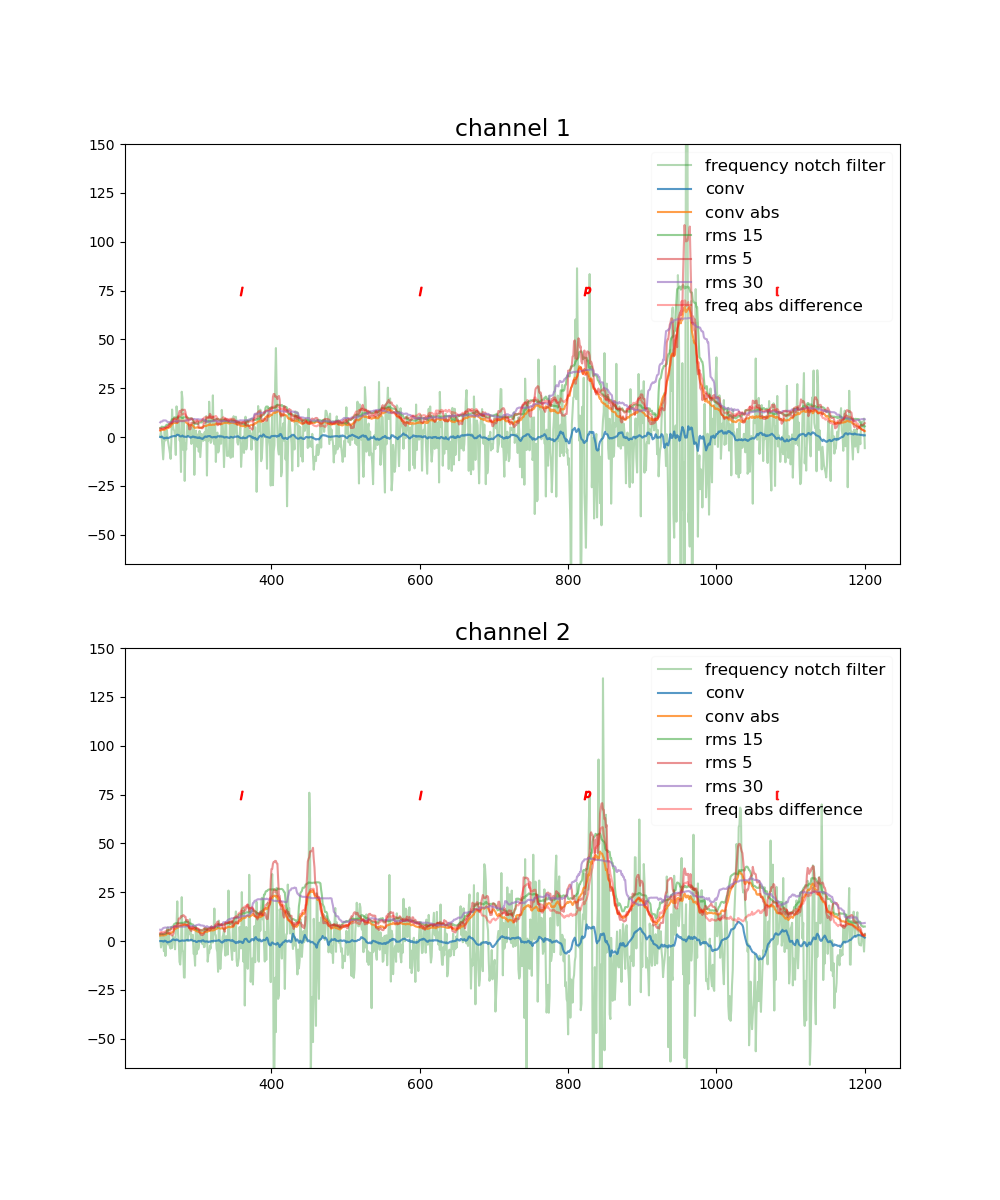 channel 1
150
125
100
75
50
25
0
−25
−50
400 600 800 1000 1200
frequency notch filter
conv
conv abs
rms 15
rms 5
rms 30
freq abs difference
channel 2
150
125
100
75
50
25
0
−25
−50
400 600 800 1000 1200
frequency notch filter
conv
conv abs
rms 15
rms 5
rms 30
freq abs difference